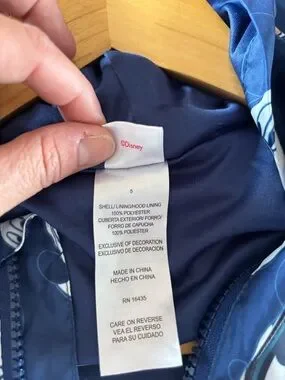 ©Disney
5
SHELL/ LINING/HOOD LINING
100% POLYESTER
CUBIERTA EXTERIOR/ FORRO/
FORRO DE CAPUCHA
100% POLIESTER
EXCLUSIVE OF DECORATION
EXCLUSIVO DE DECORACION
MADE IN CHINA
HECHO EN CHINA
RN 16435
CARE ON REVERSE
VEA EL REVERSO
PARA SU CUIDADO